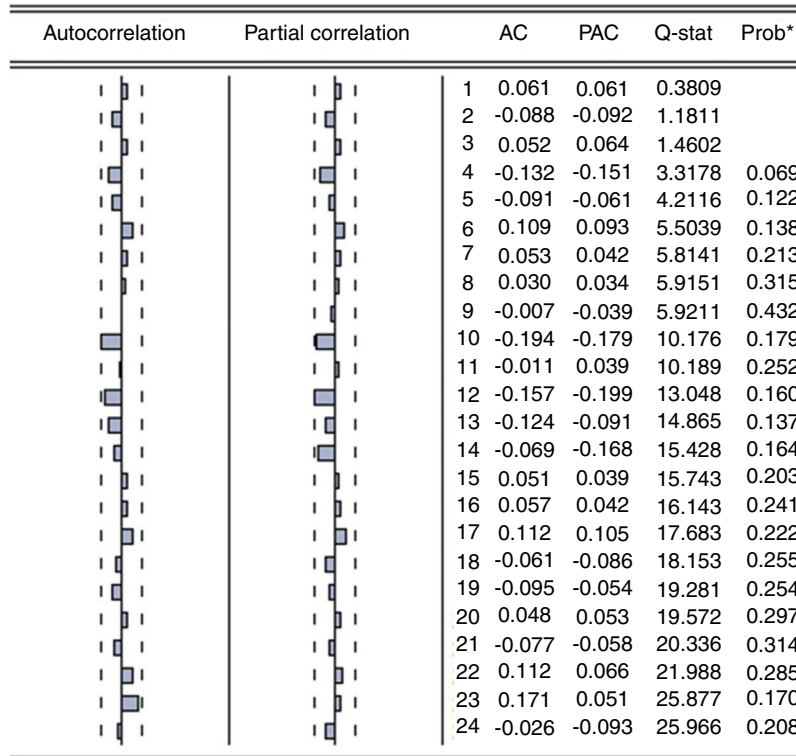 Autocorrelation Partial correlation AC PAC Q-stat Prob*
1 0.061 0.061 0.3809
2 -0.088 -0.092 1.1811
3 0.052 0.064 1.4602
4 -0.132 -0.151 3.3178 0.069
5 -0.091 -0.061 4.2116 0.122
6 0.109 0.093 5.5039 0.138
7 0.053 0.042 5.8141 0.213
8 0.030 0.034 5.9151 0.315
9 -0.007 -0.039 5.9211 0.432
10 -0.194 -0.179 10.176 0.179
11 -0.011 0.039 10.189 0.252
12 -0.157 -0.199 13.048 0.160
13 -0.124 -0.091 14.865 0.137
14 -0.069 -0.168 15.428 0.164
15 0.051 0.039 15.743 0.203
16 0.057 0.042 16.143 0.241
17 0.112 0.105 17.683 0.222
18 -0.061 -0.086 18.153 0.255
19 -0.095 -0.054 19.281 0.254
20 0.048 0.053 19.572 0.297
21 -0.077 -0.058 20.336 0.314
22 0.112 0.066 21.988 0.285
23 0.171 0.051 25.877 0.170
24 -0.026 -0.093 25.966 0.208